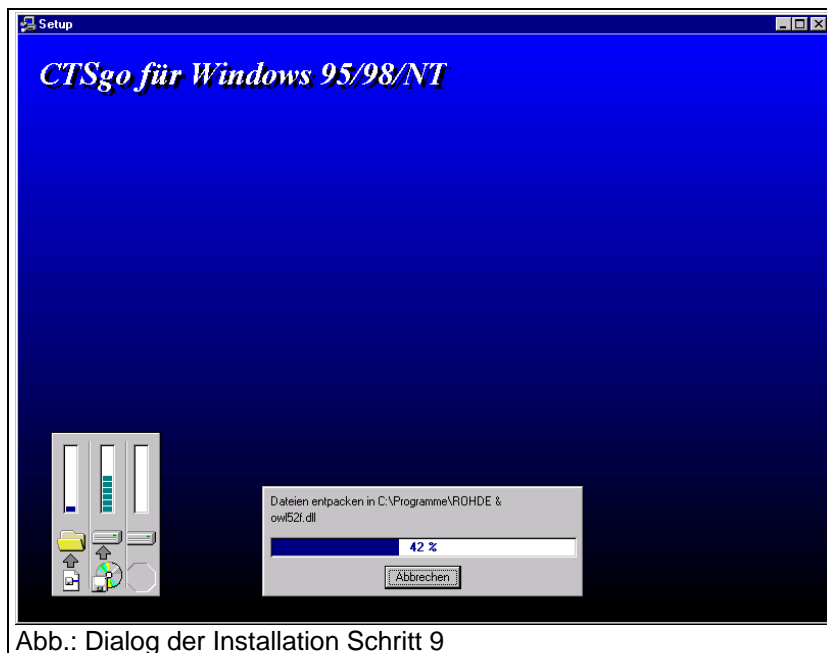 Setup
CTSgo für Windows 95/98/NT
Dateien entpacken in C:\Programme\ROHDE &
owl52f.dll
42 %
Abbrechen
Abb.: Dialog der Installation Schritt 9